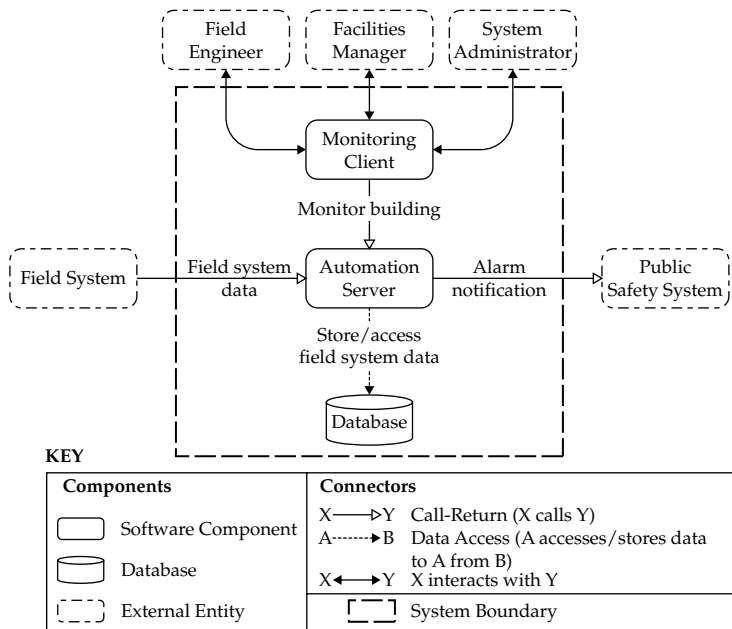 Field
Engineer
Facilities
Manager
System
Administrator
Monitoring
Client
Monitor building
Field System
Field system
data
Automation
Server
Alarm
notification
Public
Safety System
Store/access
field system data
Database
KEY
Components
Software Component
Database
External Entity
Connectors
X Y Call-Return (X calls Y)
A B Data Access (A accesses/stores data
to A from B)
X Y X interacts with Y
System Boundary